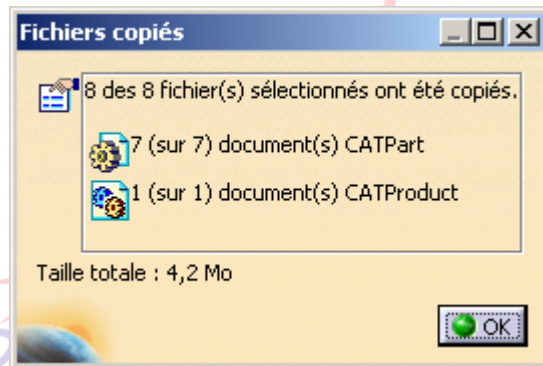 Fichiers copiés
8 des 8 fichier(s) sélectionnés ont été copiés.
7 (sur 7) document(s) CATPart
1 (sur 1) document(s) CATProduct
Taille totale : 4,2 Mo
OK